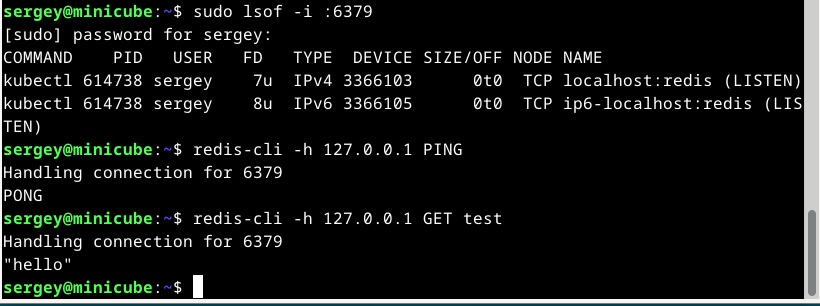 sergey@minicube:~$ sudo lsof -i :6379
[sudo] password for sergey:
COMMAND    PID   USER   FD   TYPE  DEVICE SIZE/OFF NODE NAME
kubectl 614738 sergey    7u  IPv4 3366103      0t0  TCP localhost:redis (LISTEN)
kubectl 614738 sergey    8u  IPv6 3366105      0t0  TCP ip6-localhost:redis (LIS
TEN)
sergey@minicube:~$ redis-cli -h 127.0.0.1 PING
Handling connection for 6379
PONG
sergey@minicube:~$ redis-cli -h 127.0.0.1 GET test
Handling connection for 6379
"hello"
sergey@minicube:~$